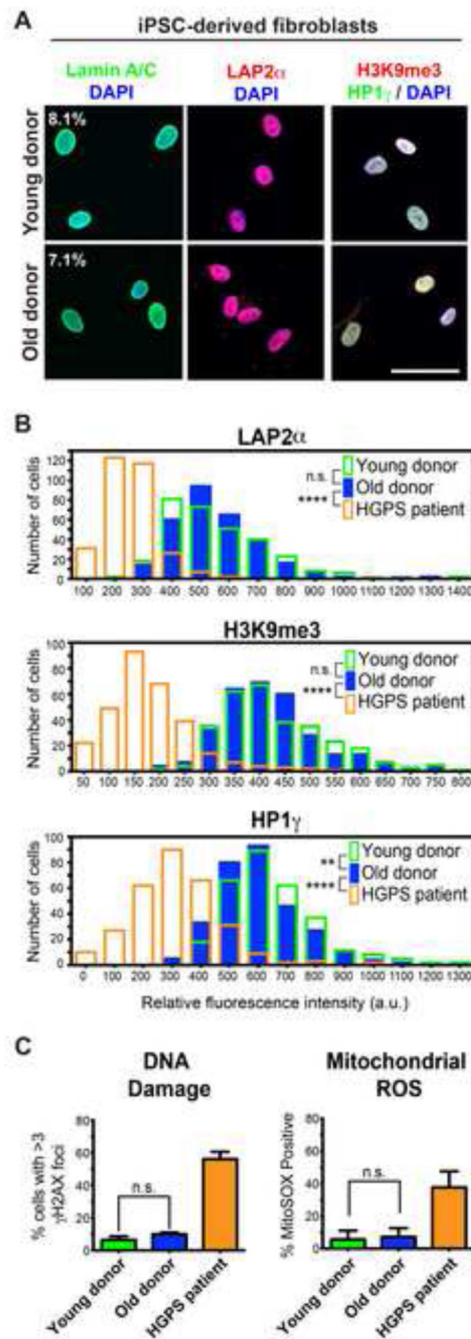 A
iPSC-derived fibroblasts
Lamin A/C
DAPI
LAP2α
DAPI
H3K9me3
HP1γ / DAPI
Young donor
8.1%
Old donor
7.1%
B
LAP2α
Number of cells
120
100
80
60
40
20
0
n.s.
****
Young donor
Old donor
HGPS patient
100 200 300 400 500 600 700 800 900 1000 1100 1200 1300 1400
H3K9me3
Number of cells
100
80
60
40
20
0
n.s.
****
Young donor
Old donor
HGPS patient
50 100 150 200 250 300 350 400 450 500 550 600 650 700 750 800
HP1γ
Number of cells
100
80
60
40
20
0
**
****
Young donor
Old donor
HGPS patient
0 100 200 300 400 500 600 700 800 900 1000 1100 1300
Relative fluorescence intensity (a.u.)
C
DNA
Damage
% cells with >3
γH2AX foci
80
60
40
20
0
n.s.
Young donor
Old donor
HGPS patient
Mitochondrial
ROS
% MitoSOX Positive
80
60
40
20
0
n.s.
Young donor
Old donor
HGPS patient